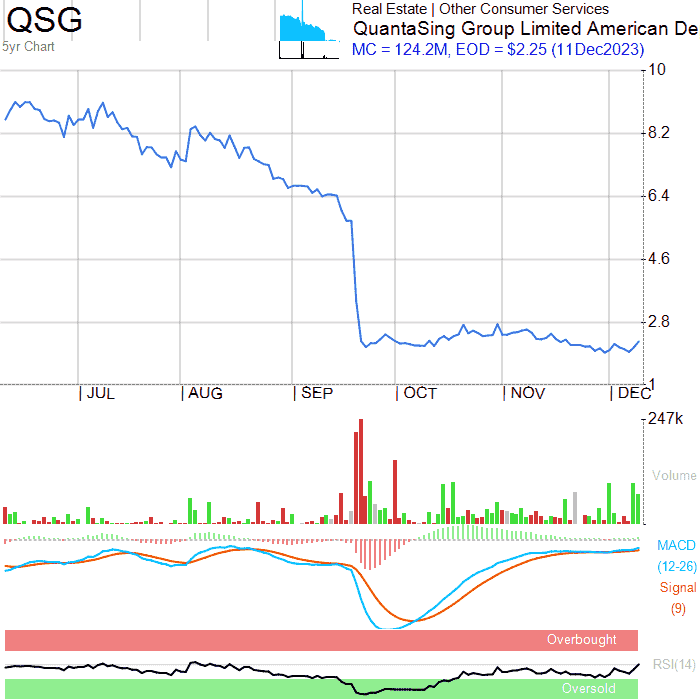 QSG
5yr Chart
Real Estate | Other Consumer Services
QuantaSing Group Limited American De
MC = 124.2M, EOD = $2.25 (11Dec2023)
10
8.2
6.4
4.6
2.8
1
JUL AUG SEP OCT NOV DEC
247k
Volume
MACD
(12-26)
Signal
(9)
Overbought
RSI(14)
Oversold